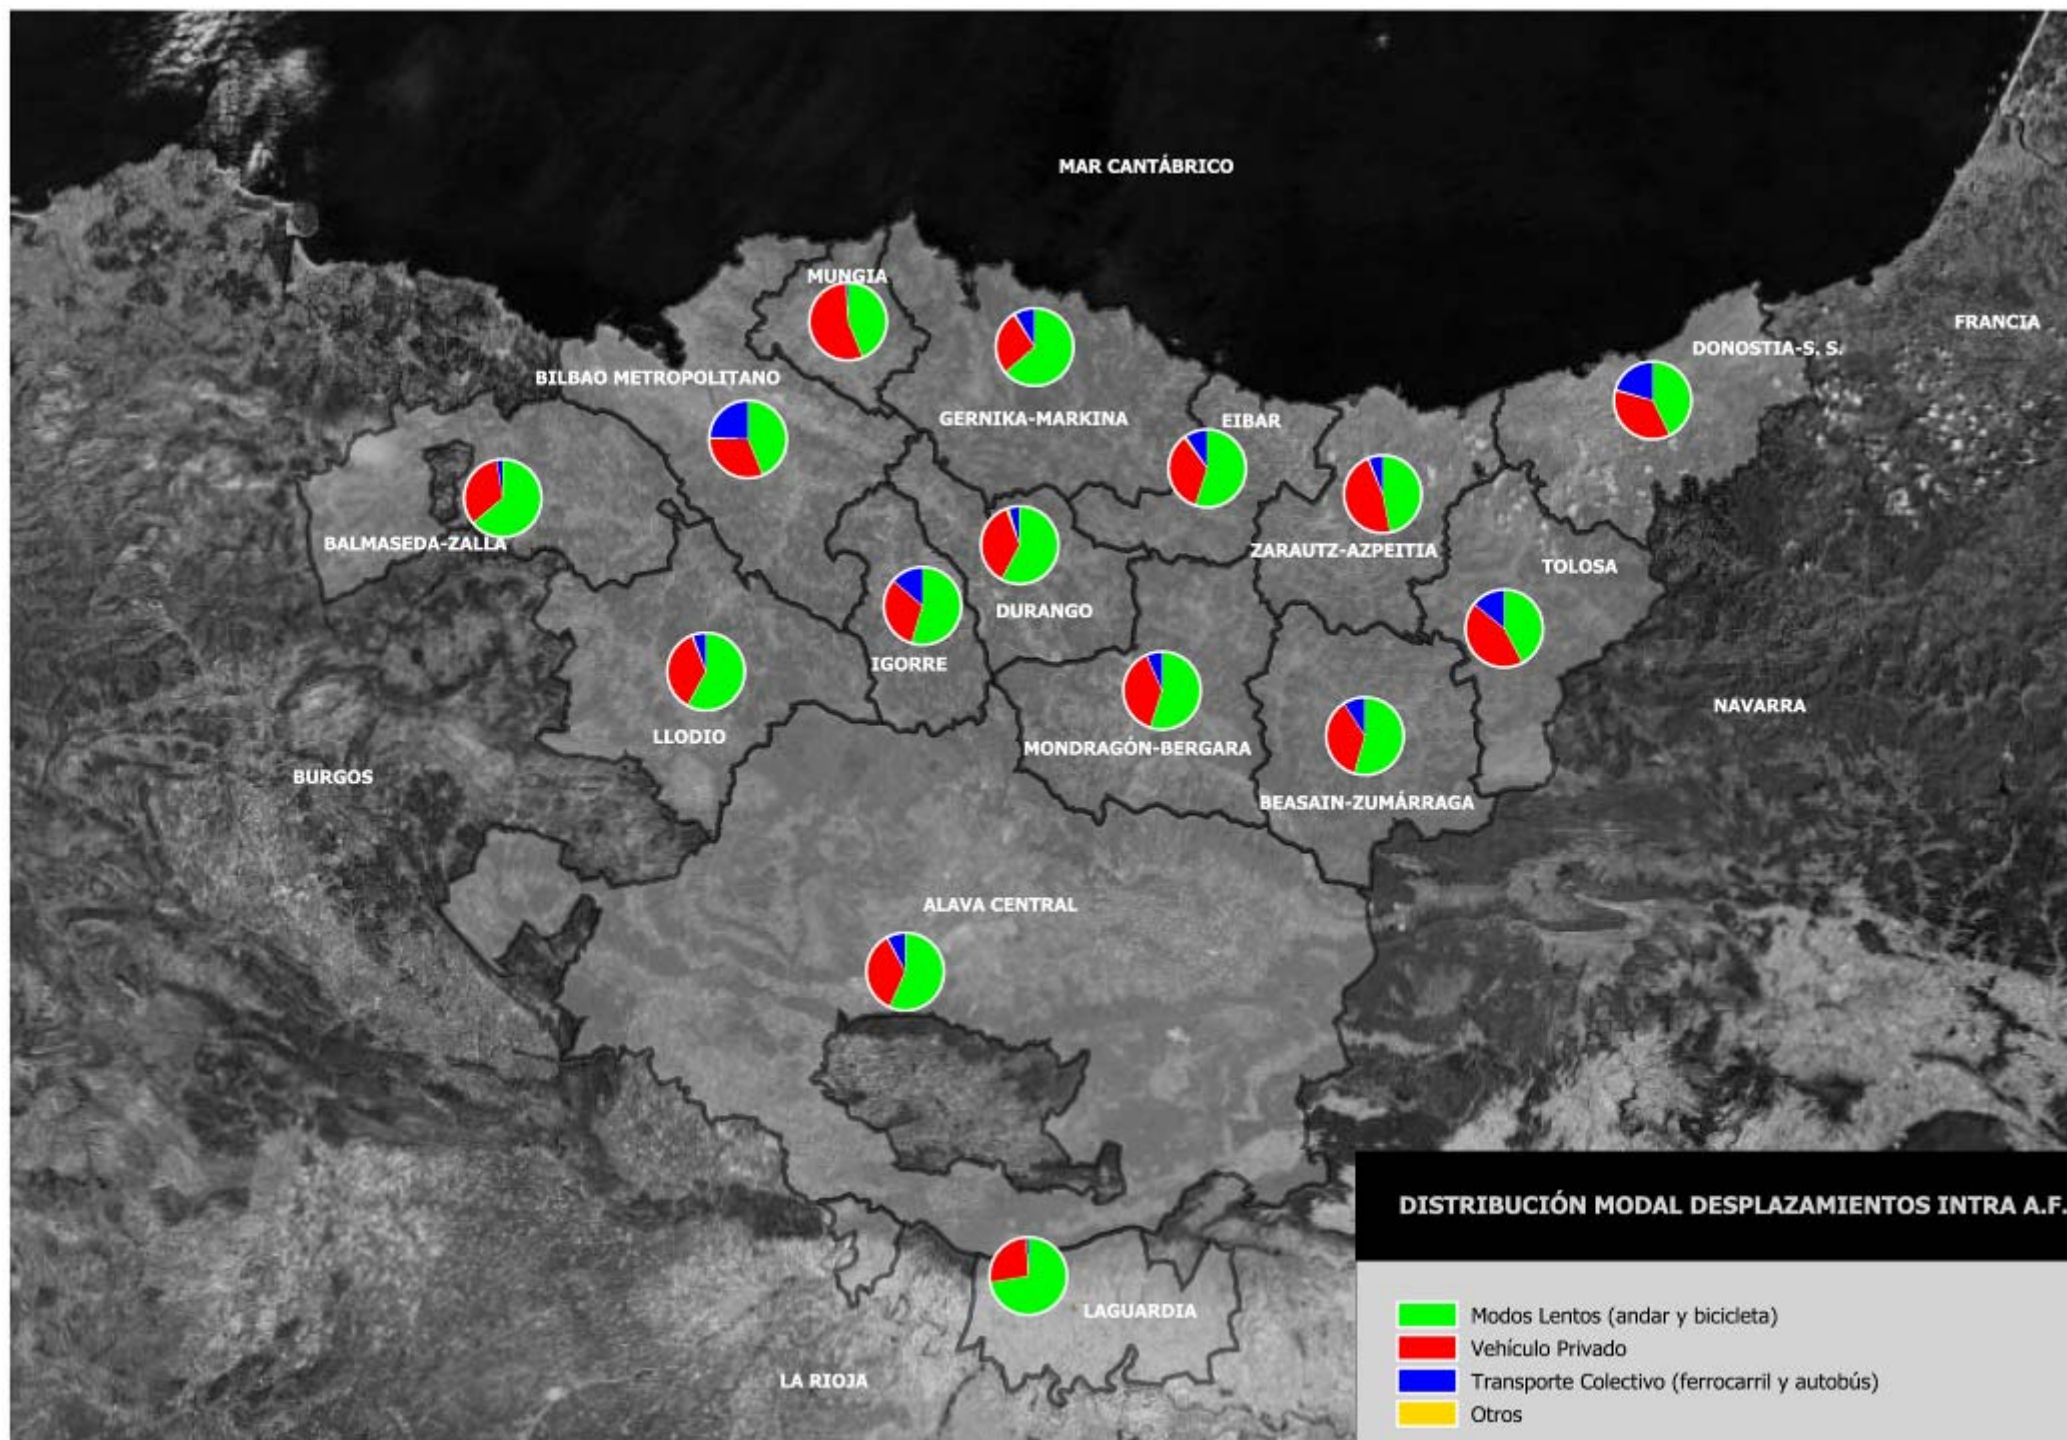 MAR CANTÁBRICO
MUNGIA
FRANCIA
DONOSTIA-S. S.
BILBAO METROPOLITANO
GERNIKA-MARKINA
EIBAR
BALMASEDA-ZALLA
ZARAUTZ-AZPEITIA
TOLOSA
DURANGO
IGORRE
NAVARRA
LLODIO
MONDRAGÓN-BERGARA
BURGOS
BEASAIN-ZUMÁRRAGA
ALAVA CENTRAL
DISTRIBUCIÓN MODAL DESPLAZAMIENTOS INTRA A.F.
LAGUARDIA
LA RIOJA
Modos Lentos (andar y bicicleta)
Vehículo Privado
Transporte Colectivo (ferrocarril y autobús)
Otros